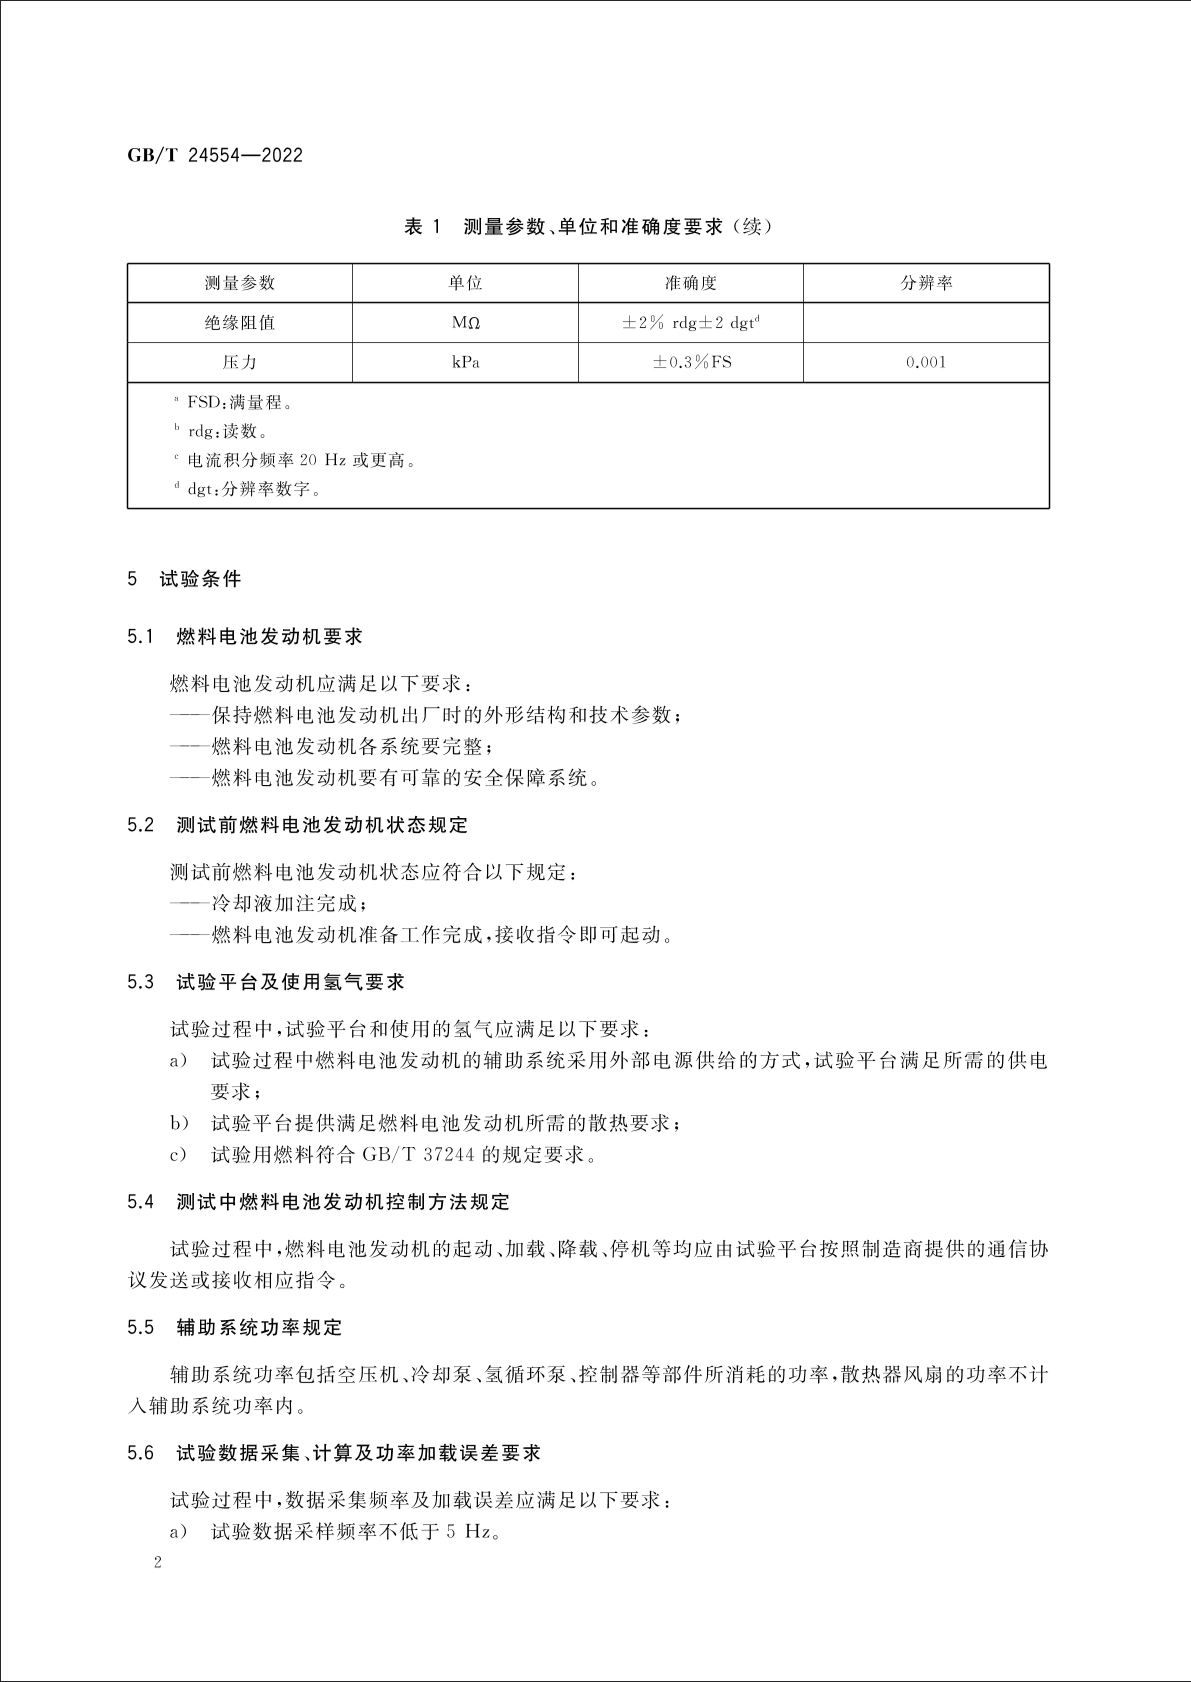 GB/T 24554—2022
表 1 测量参数、单位和准确度要求（续）
测量参数 单位 准确度 分辨率
绝缘阻值 MΩ ±2% rdg±2 dgtᵈ
压力 kPa ±0.3%FS 0.001
ᵃ FSD:满量程。
ᵇ rdg:读数。
ᶜ 电流积分频率 20 Hz 或更高。
ᵈ dgt:分辨率数字。
5 试验条件
5.1 燃料电池发动机要求
燃料电池发动机应满足以下要求：
——保持燃料电池发动机出厂时的外形结构和技术参数；
——燃料电池发动机各系统要完整；
——燃料电池发动机要有可靠的安全保障系统。
5.2 测试前燃料电池发动机状态规定
测试前燃料电池发动机状态应符合以下规定：
——冷却液加注完成；
——燃料电池发动机准备工作完成，接收指令即可起动。
5.3 试验平台及使用氢气要求
试验过程中，试验平台和使用的氢气应满足以下要求：
a) 试验过程中燃料电池发动机的辅助系统采用外部电源供给的方式，试验平台满足所需的供电
要求；
b) 试验平台提供满足燃料电池发动机所需的散热要求；
c) 试验用燃料符合 GB/T 37244 的规定要求。
5.4 测试中燃料电池发动机控制方法规定
试验过程中，燃料电池发动机的起动、加载、降载、停机等均应由试验平台按照制造商提供的通信协
议发送或接收相应指令。
5.5 辅助系统功率规定
辅助系统功率包括空压机、冷却泵、氢循环泵、控制器等部件所消耗的功率，散热器风扇的功率不计
入辅助系统功率内。
5.6 试验数据采集、计算及功率加载误差要求
试验过程中，数据采集频率及加载误差应满足以下要求：
a) 试验数据采样频率不低于 5 Hz。
2